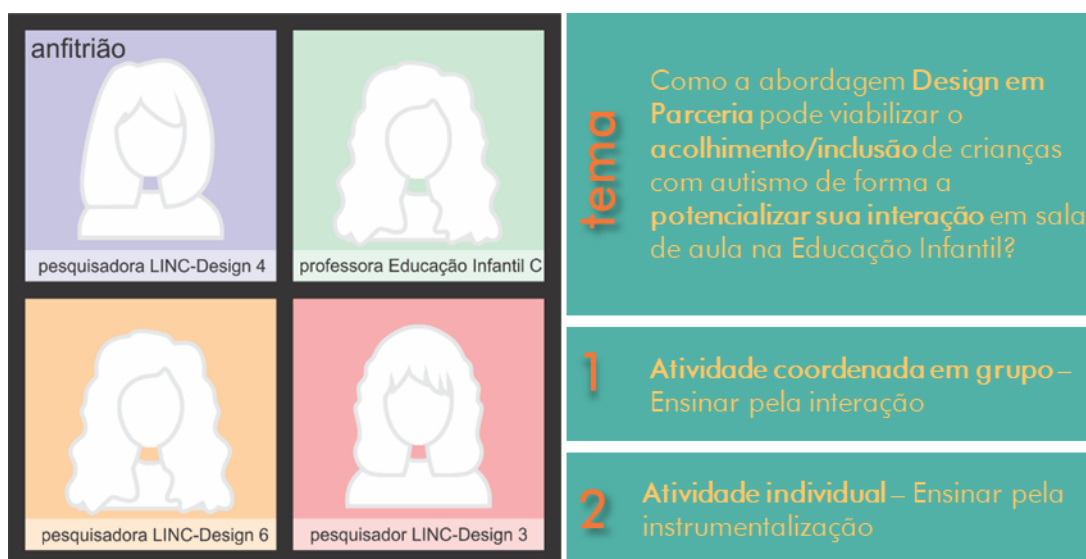 anfitrião
pesquisadora LINC-Design 4
professora Educação Infantil C
pesquisadora LINC-Design 6
pesquisador LINC-Design 3
tema
Como a abordagem Design em
Parceria pode viabilizar o
acolhimento/inclusão de crianças
com autismo de forma a
potencializar sua interação em sala
de aula na Educação Infantil?
1
Atividade coordenada em grupo –
Ensinar pela interação
2
Atividade individual – Ensinar pela
instrumentalização